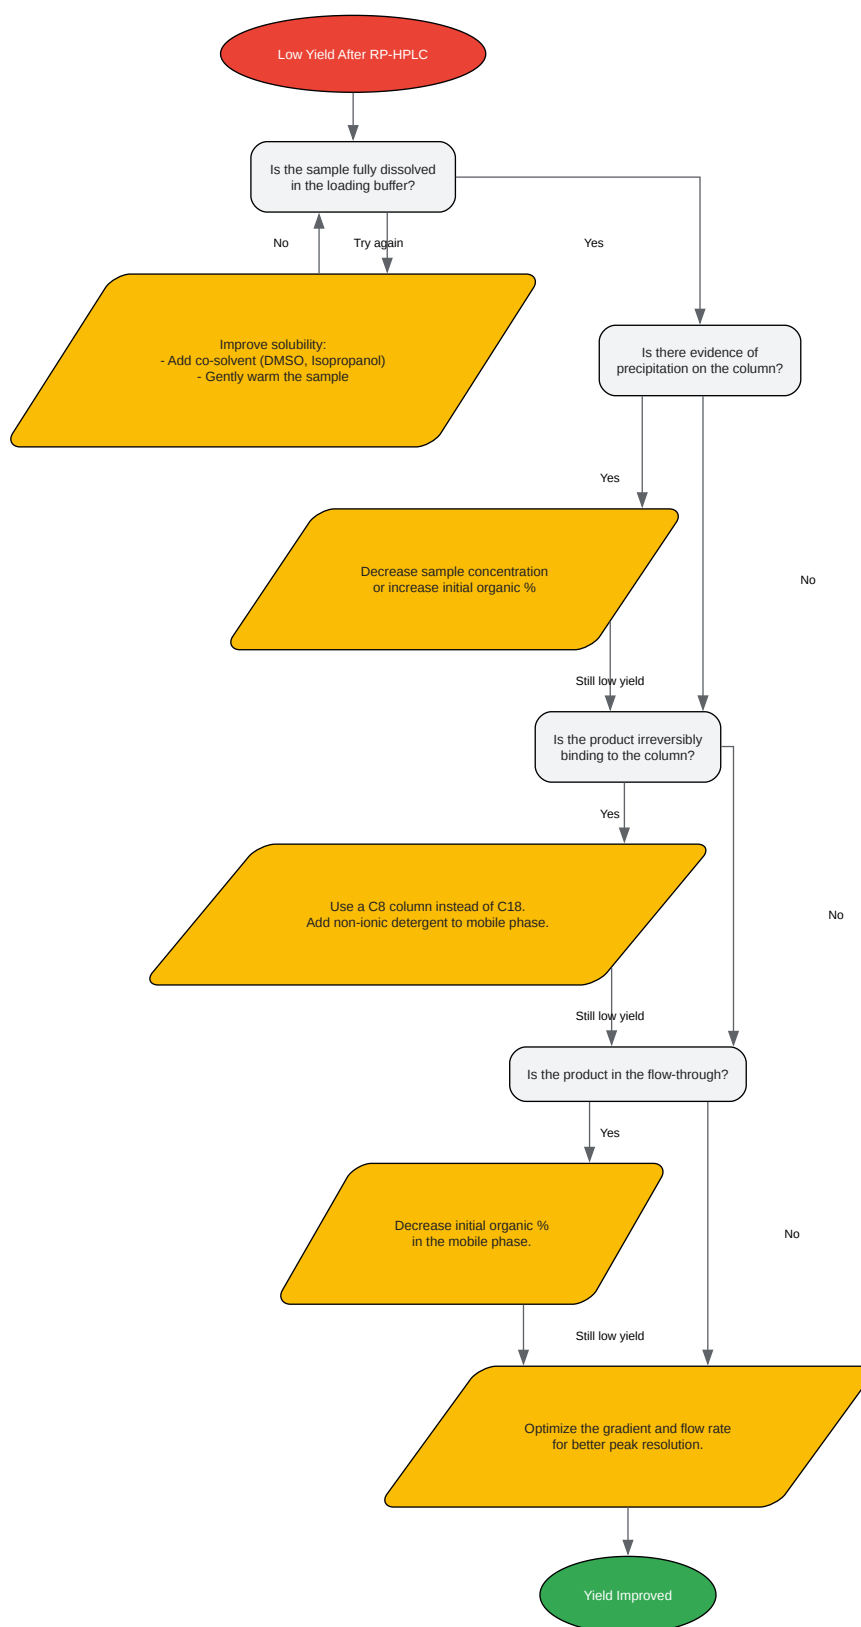 Low Yield After RP-HPLC
Is the sample fully dissolved
in the loading buffer?
No
Try again
Yes
Improve solubility:
- Add co-solvent (DMSO, Isopropanol)
- Gently warm the sample
Is there evidence of
precipitation on the column?
Yes
Decrease sample concentration
or increase initial organic %
No
Still low yield
Is the product irreversibly
binding to the column?
Yes
Use a C8 column instead of C18.
Add non-ionic detergent to mobile phase.
No
Still low yield
Is the product in the flow-through?
Yes
Decrease initial organic %
in the mobile phase.
No
Still low yield
Optimize the gradient and flow rate
for better peak resolution.
Yield Improved